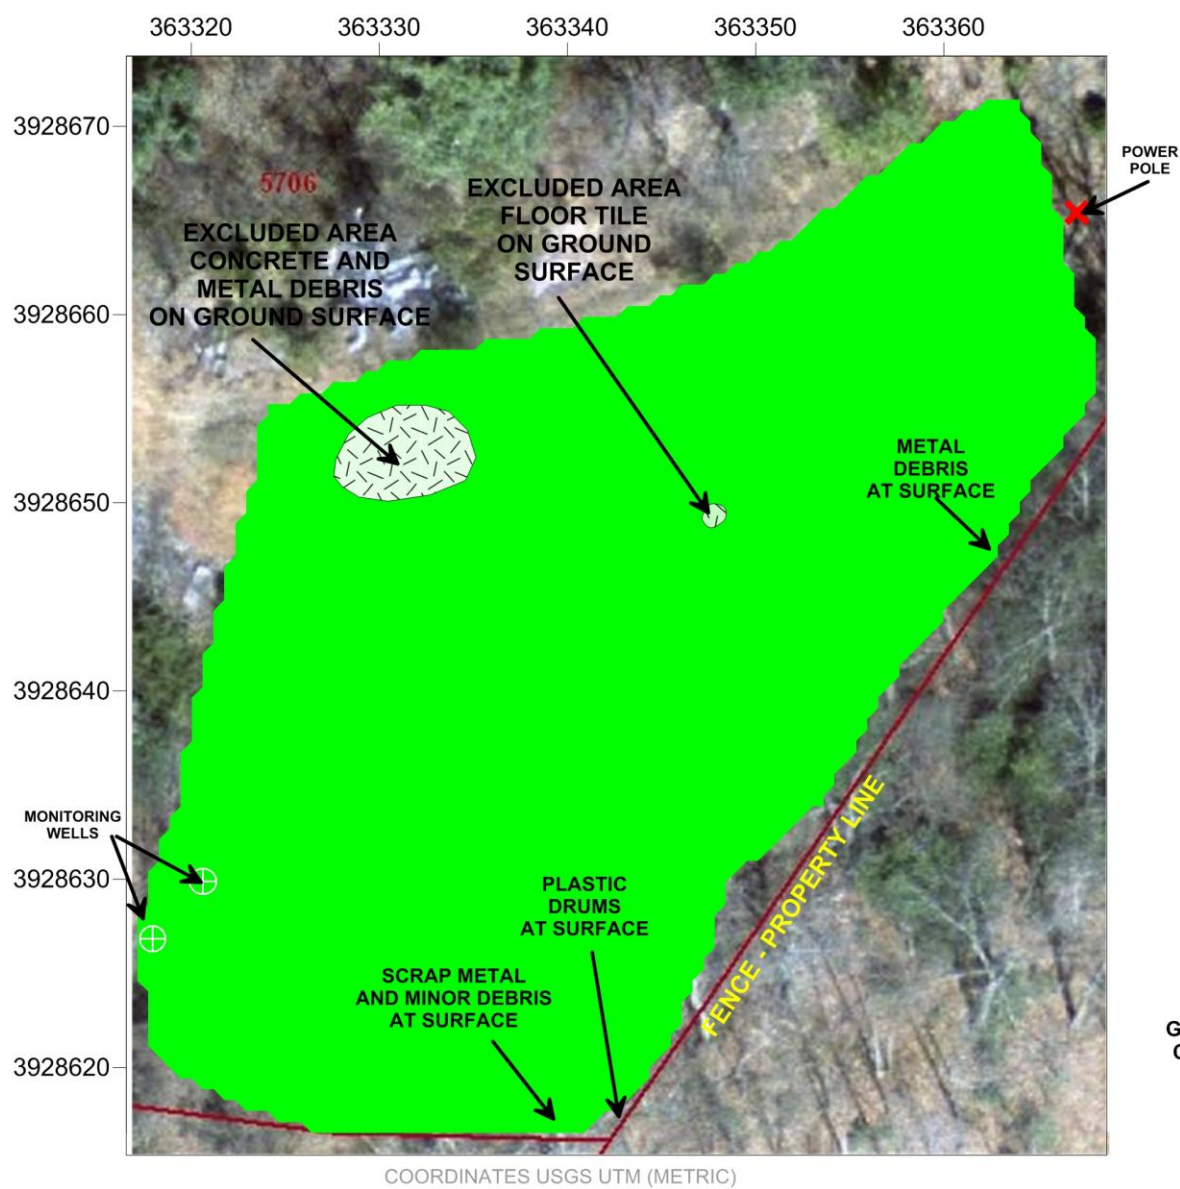 363320 363330 363340 363350 363360
3928670
3928660
3928650
3928640
3928630
3928620
5706
POWER
POLE
EXCLUDED AREA
FLOOR TILE
ON GROUND
SURFACE
EXCLUDED AREA
CONCRETE AND
METAL DEBRIS
ON GROUND SURFACE
METAL
DEBRIS
AT SURFACE
MONITORING
WELLS
PLASTIC
DRUMS
AT SURFACE
SCRAP METAL
AND MINOR DEBRIS
AT SURFACE
FENCE - PROPERTY LINE
COORDINATES USGS UTM (METRIC)